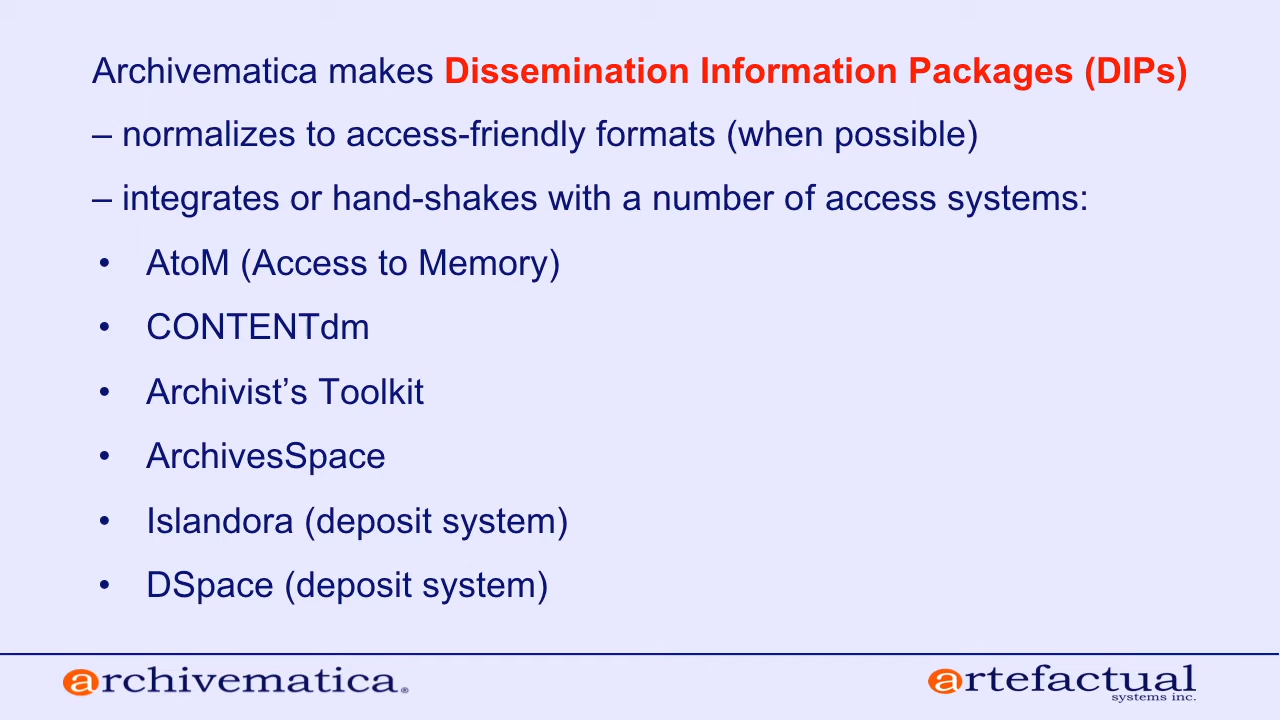 Archivematica makes Dissemination Information Packages (DIPs)
– normalizes to access-friendly formats (when possible)
– integrates or hand-shakes with a number of access systems:
• AtoM (Access to Memory)
• CONTENTdm
• Archivist’s Toolkit
• ArchivesSpace
• Islandora (deposit system)
• DSpace (deposit system)
archivematica®
artefactual
systems inc.